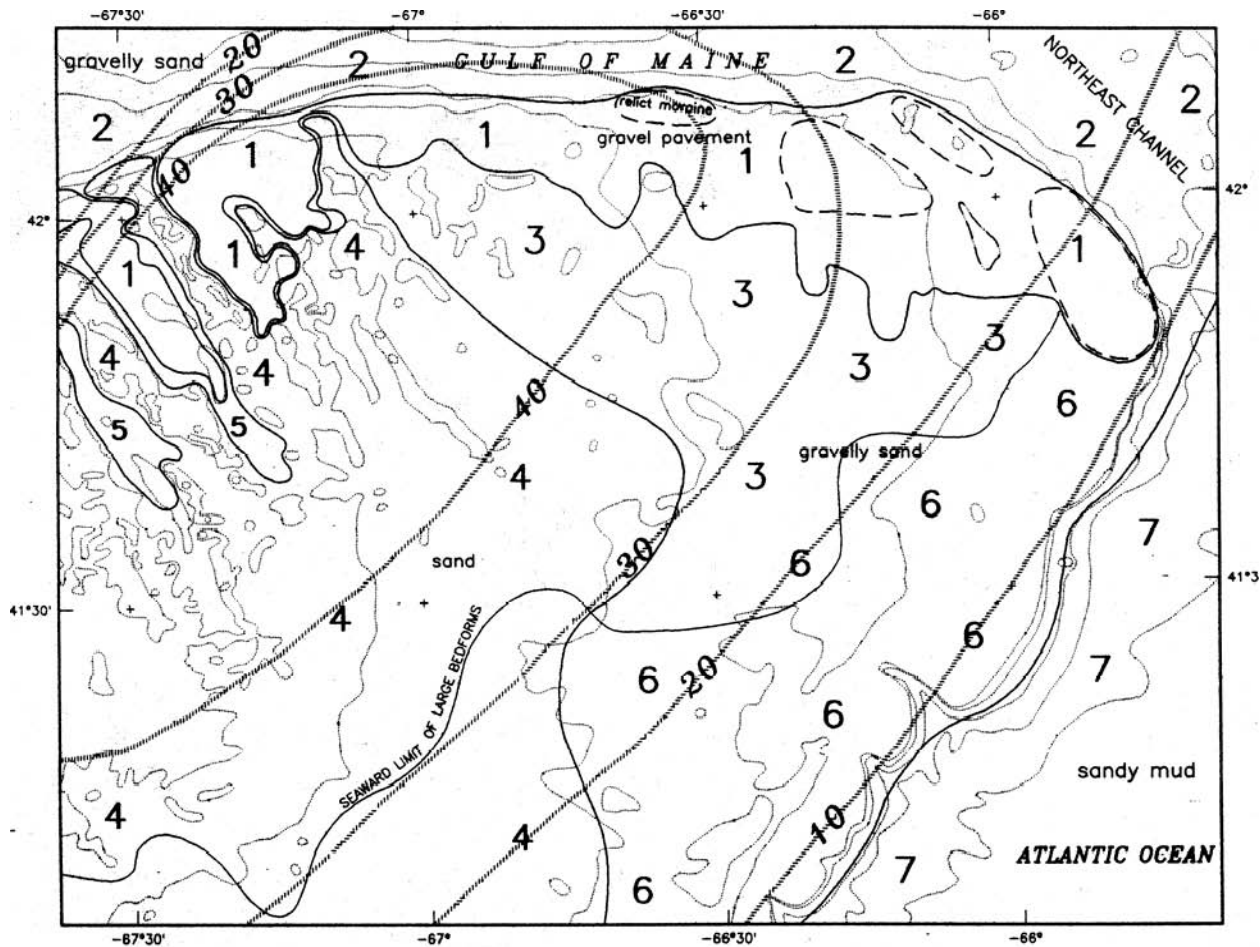 -67°30' -67° -66°30' -66°
gravelly sand 20 2 GULF OF MAINE 2 NORTHEAST CHANNEL 2
30
2 1 (relict moraine) 2
gravel pavement
40 1 1
42° 42°
1 4 3 1
1 3
4 4 3 3
40 6
5 5
gravelly sand
4 3 6 7
sand 30 6
41°30' 41°3
4 6
SEAWARD LIMIT OF LARGE BEDFORMS
6 20 7
6
sandy mud
4 4 10
ATLANTIC OCEAN
6 7
-67°30' -67° -66°30' -66°